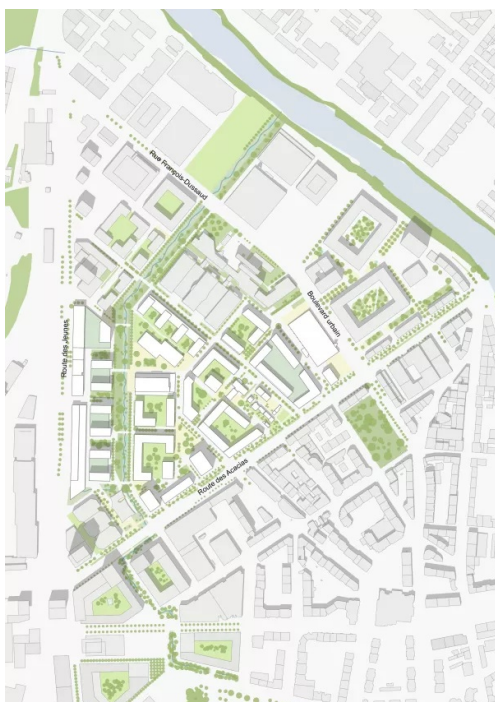 Rue François-Dussaud
Boulevard urbain
Route des Jeunes
Route des Acacias